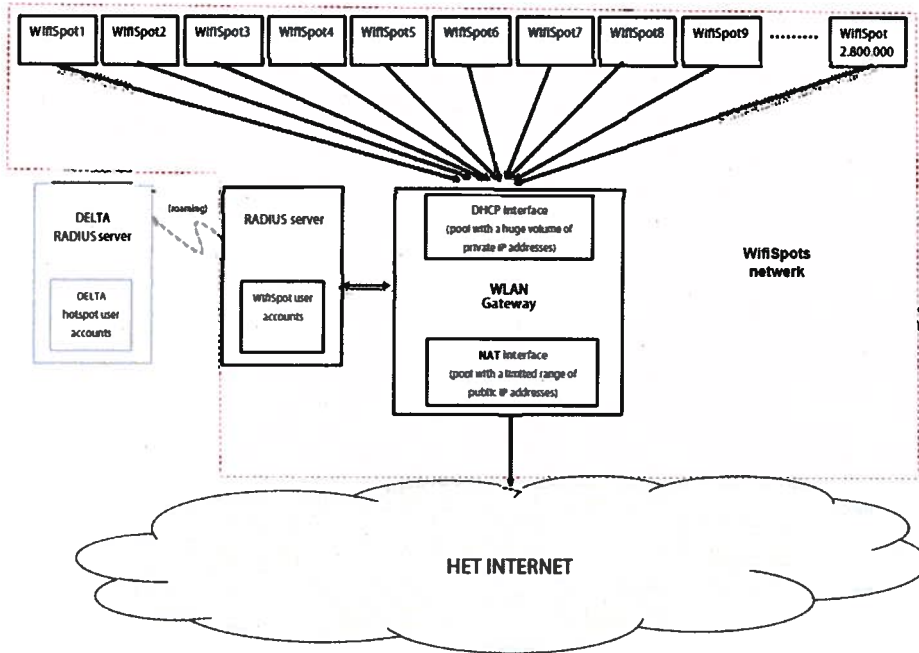 WifiSpot1
WifiSpot2
WifiSpot3
WifiSpot4
WifiSpot5
WifiSpot6
WifiSpot7
WifiSpot8
WifiSpot9
..........
WifiSpot
2.800.000
DELTA
RADIUS server
DELTA
hotspot user
accounts
(roaming)
RADIUS server
WifiSpot user
accounts
DHCP interface
(pool with a huge volume of
private IP addresses)
WLAN
Gateway
NAT interface
(pool with a limited range of
public IP addresses)
WifiSpots
netwerk
HET INTERNET